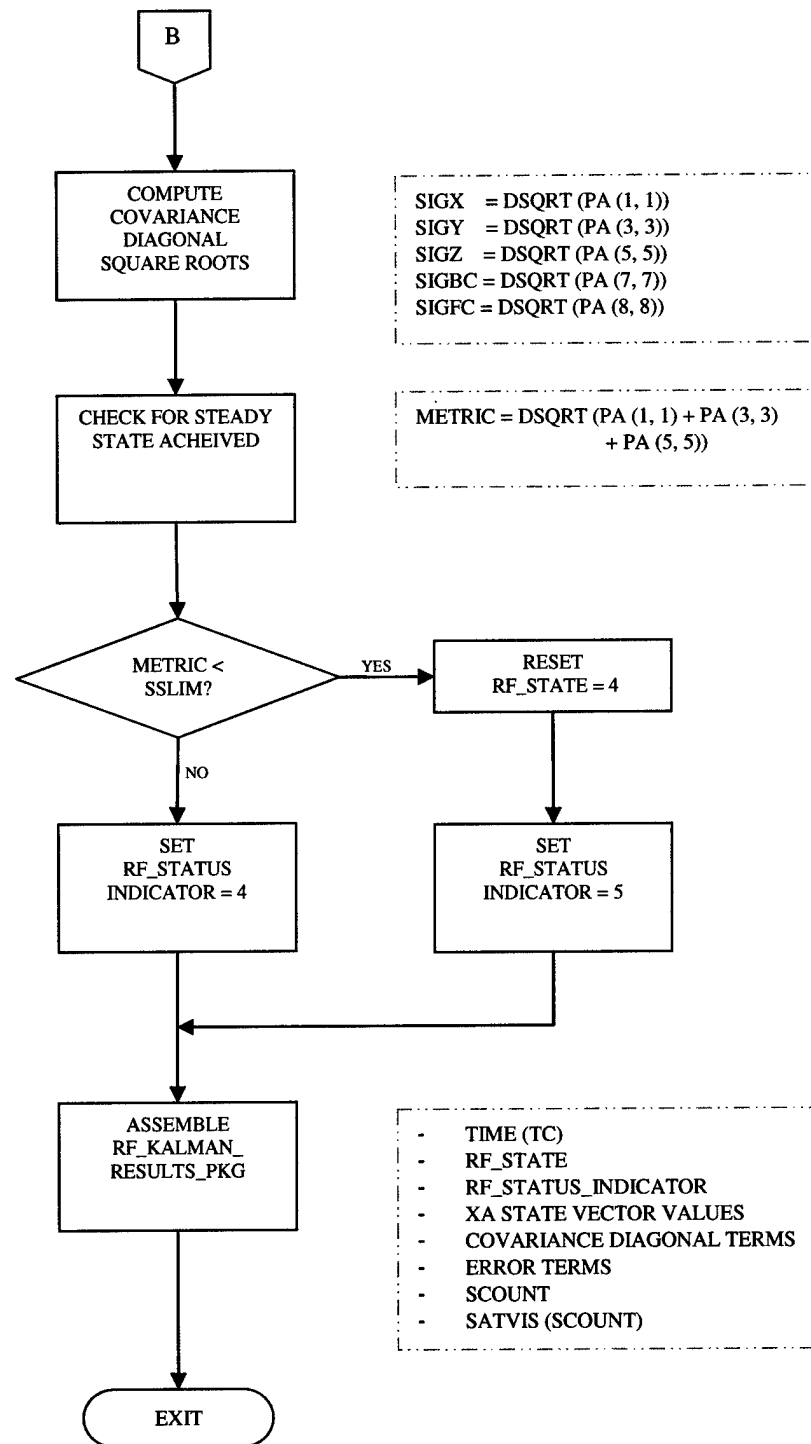 B
COMPUTE
COVARIANCE
DIAGONAL
SQUARE ROOTS
SIGX = DSQRT (PA (1, 1))
SIGY = DSQRT (PA (3, 3))
SIGZ = DSQRT (PA (5, 5))
SIGBC = DSQRT (PA (7, 7))
SIGFC = DSQRT (PA (8, 8))
CHECK FOR STEADY
STATE ACHEIVED
METRIC = DSQRT (PA (1, 1) + PA (3, 3)
+ PA (5, 5))
METRIC <
SSLIM?
YES
RESET
RF_STATE = 4
NO
SET
RF_STATUS
INDICATOR = 4
SET
RF_STATUS
INDICATOR = 5
ASSEMBLE
RF_KALMAN_
RESULTS_PKG
- TIME (TC)
- RF_STATE
- RF_STATUS_INDICATOR
- XA STATE VECTOR VALUES
- COVARIANCE DIAGONAL TERMS
- ERROR TERMS
- SCOUNT
- SATVIS (SCOUNT)
EXIT